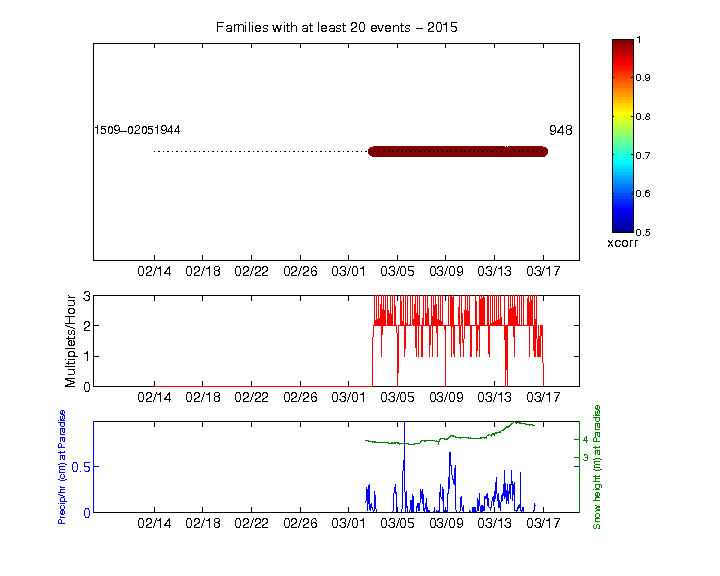 Families with at least 20 events − 2015
1509−02051944
948
02/14 02/18 02/22 02/26 03/01 03/05 03/09 03/13 03/17
1
0.9
0.8
0.7
0.6
0.5
xcorr
Multiplets/Hour
3
2
1
0
02/14 02/18 02/22 02/26 03/01 03/05 03/09 03/13 03/17
Precip/hr (cm) at Paradise
0.5
0
02/14 02/18 02/22 02/26 03/01 03/05 03/09 03/13 03/17
4
3
Snow height (m) at Paradise